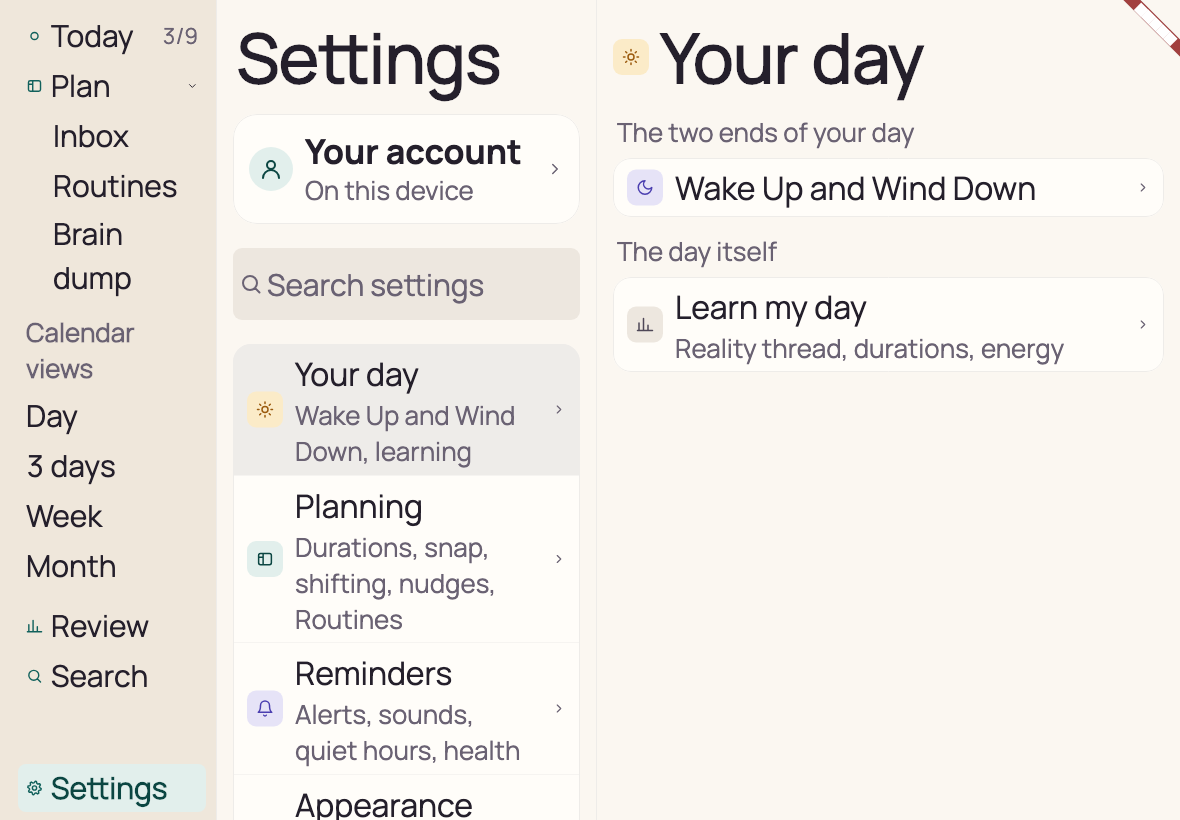 Today 3/9
Plan
Inbox
Routines
Brain
dump
Calendar
views
Day
3 days
Week
Month
Review
Search
Settings
Settings
Your account
On this device
Search settings
Your day
Wake Up and Wind
Down, learning
Planning
Durations, snap,
shifting, nudges,
Routines
Reminders
Alerts, sounds,
quiet hours, health
Appearance
Your day
The two ends of your day
Wake Up and Wind Down
The day itself
Learn my day
Reality thread, durations, energy